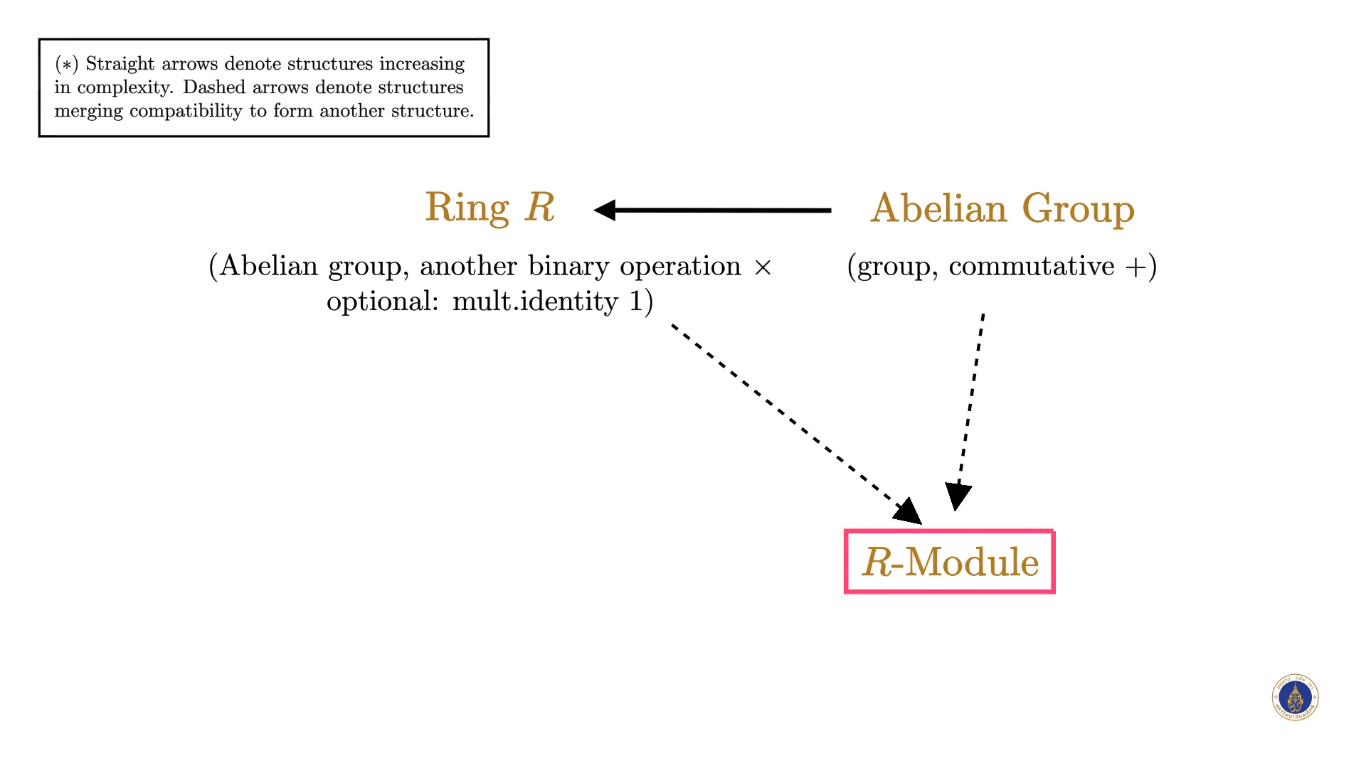 (∗) Straight arrows denote structures increasing
in complexity. Dashed arrows denote structures
merging compatibility to form another structure.
Ring R
Abelian Group
(Abelian group, another binary operation ×
optional: mult.identity 1)
(group, commutative +)
R-Module